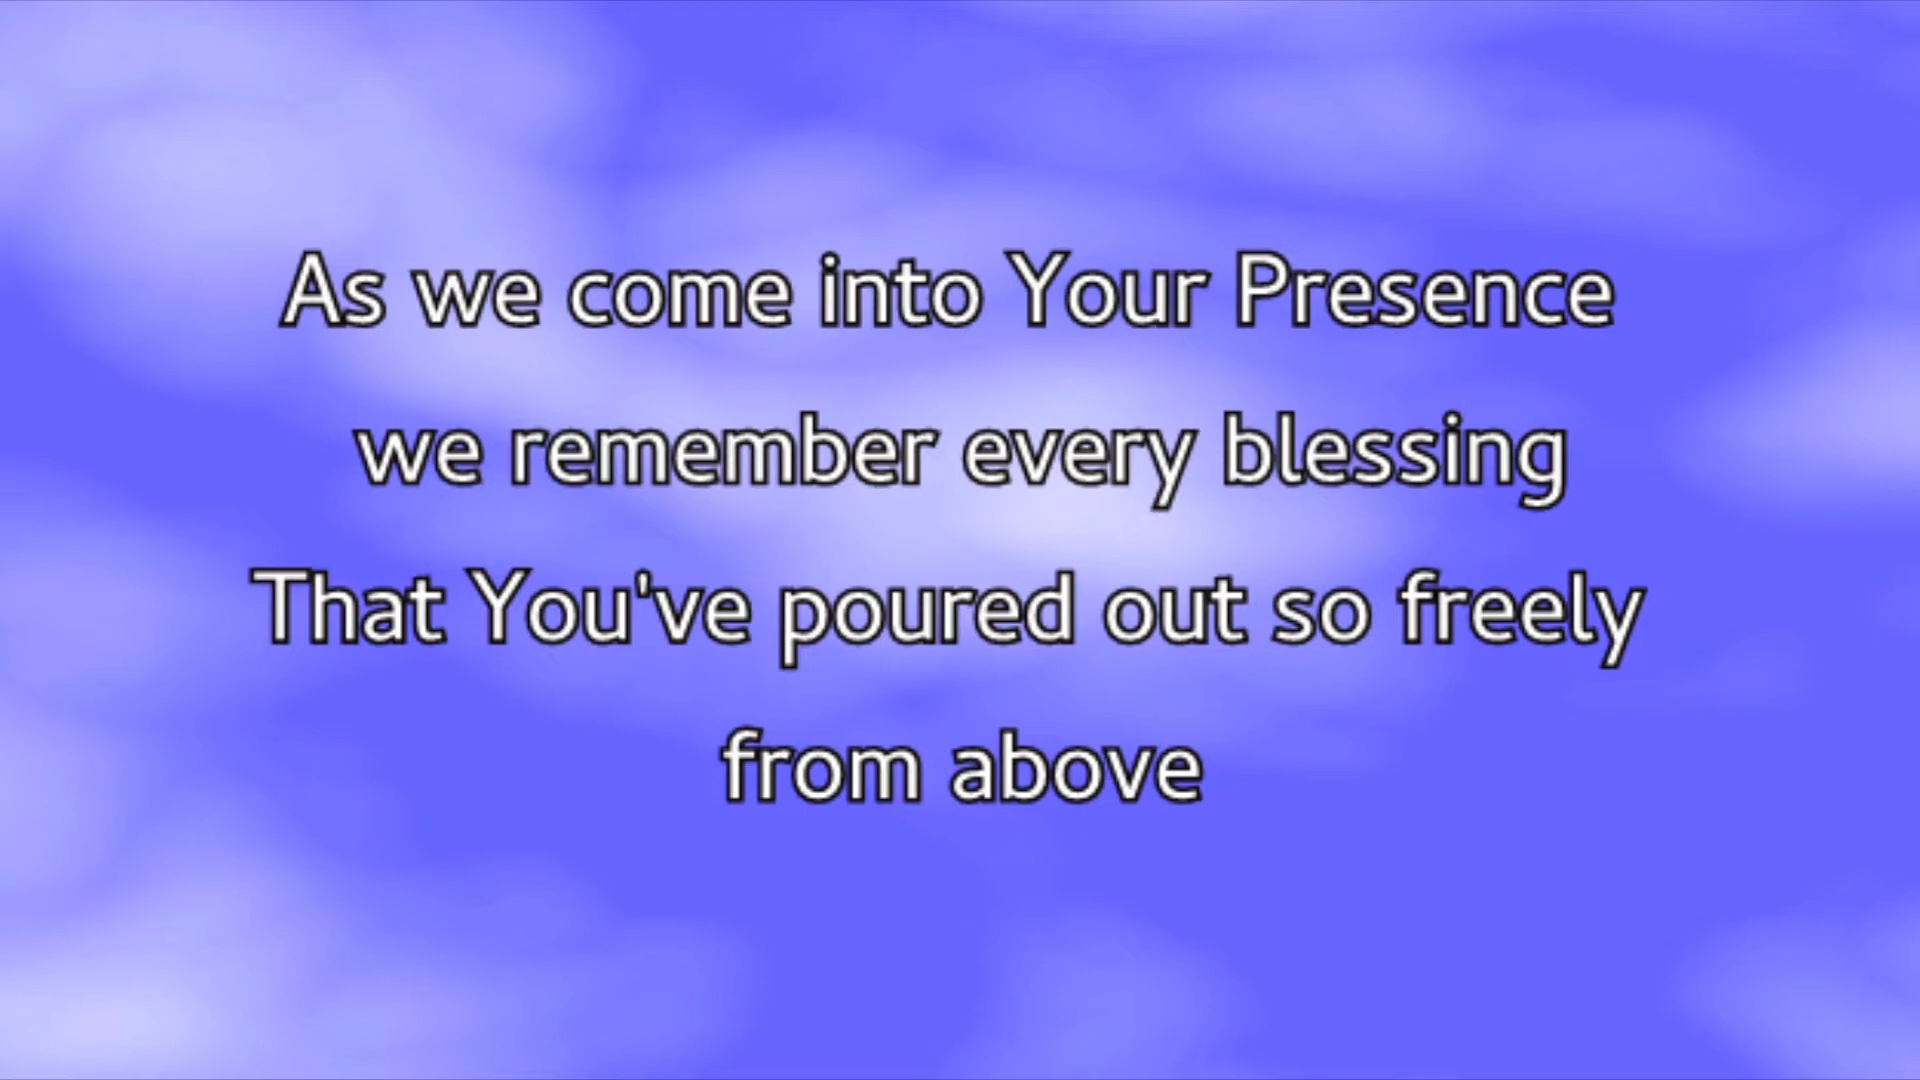 As we come into Your Presence
we remember every blessing
That You've poured out so freely
from above